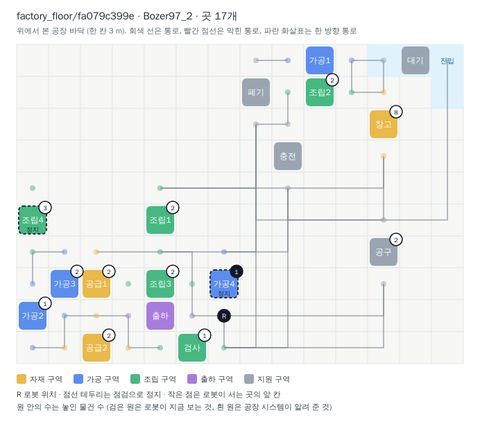 factory_floor/fa079c399e · Bozer97_2 · 곳 17개
위에서 본 공장 바닥 (한 칸 3 m). 회색 선은 통로, 빨간 점선은 막힌 통로, 파란 화살표는 한 방향 통로
가공1 대기 진입
폐기 조립2 2
창고 8
충전
조립4 3 정지
조립1 2
공구 2
가공3 2 공급1 2 조립3 2 가공4 1 정지
가공2 1 출하 R
공급2 2 검사 1
자재 구역 가공 구역 조립 구역 출하 구역 지원 구역
R 로봇 위치 · 점선 테두리는 점검으로 정지 · 작은 점은 로봇이 서는 곳의 앞 칸
원 안의 수는 놓인 물건 수 (검은 원은 로봇이 지금 보는 것, 흰 원은 공장 시스템이 알려 준 것)